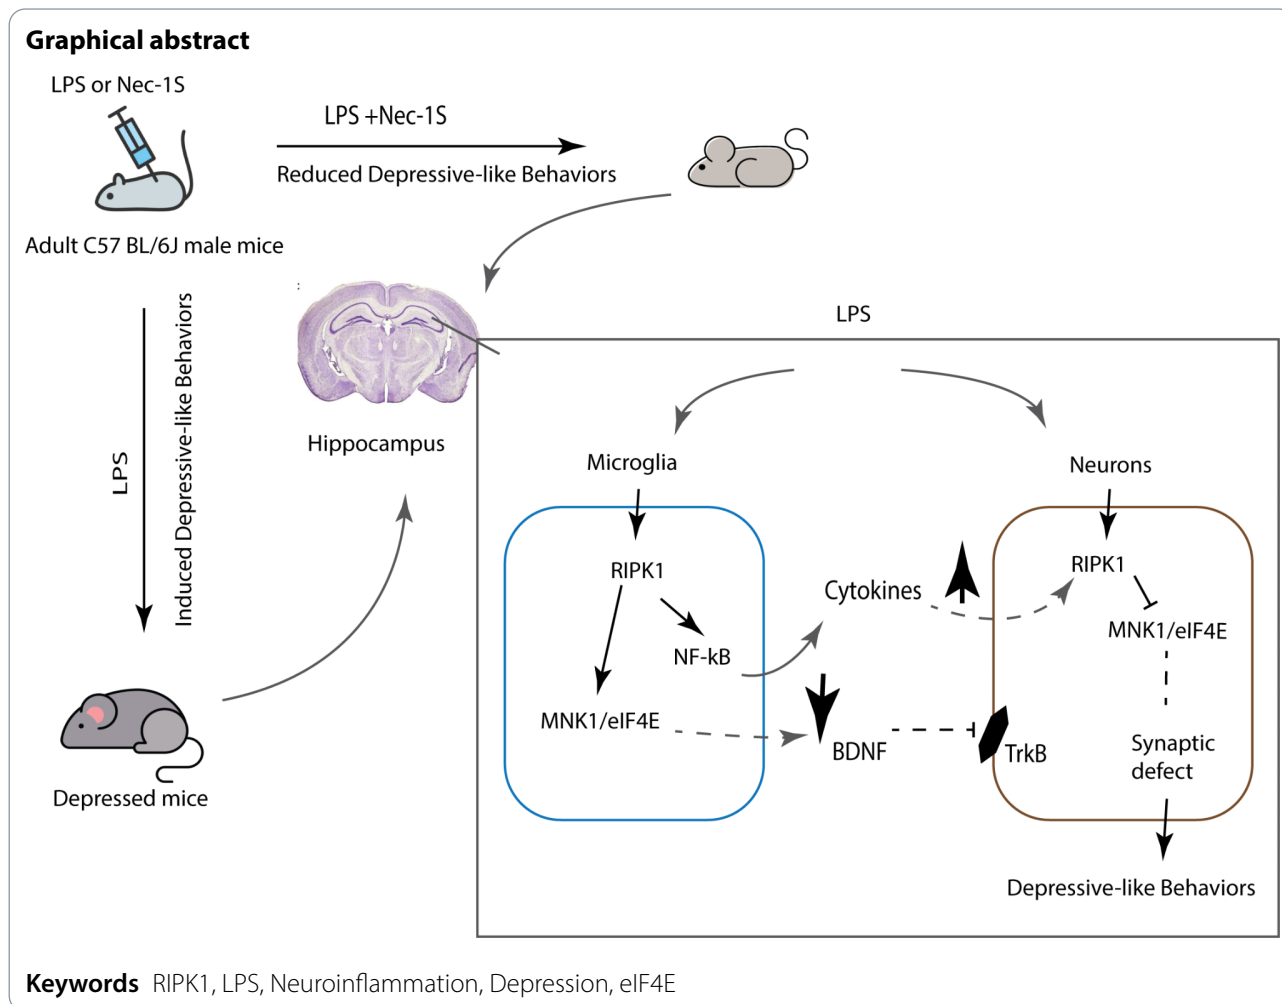 Graphical abstract
LPS or Nec-1S
LPS +Nec-1S
Reduced Depressive-like Behaviors
Adult C57 BL/6J male mice
:
LPS
Induced Depressive-like Behaviors
Hippocampus
Depressed mice
LPS
Microglia
Neurons
RIPK1
NF-kB
MNK1/eIF4E
Cytokines
BDNF
RIPK1
MNK1/eIF4E
TrkB
Synaptic
defect
Depressive-like Behaviors
Keywords RIPK1, LPS, Neuroinflammation, Depression, eIF4E